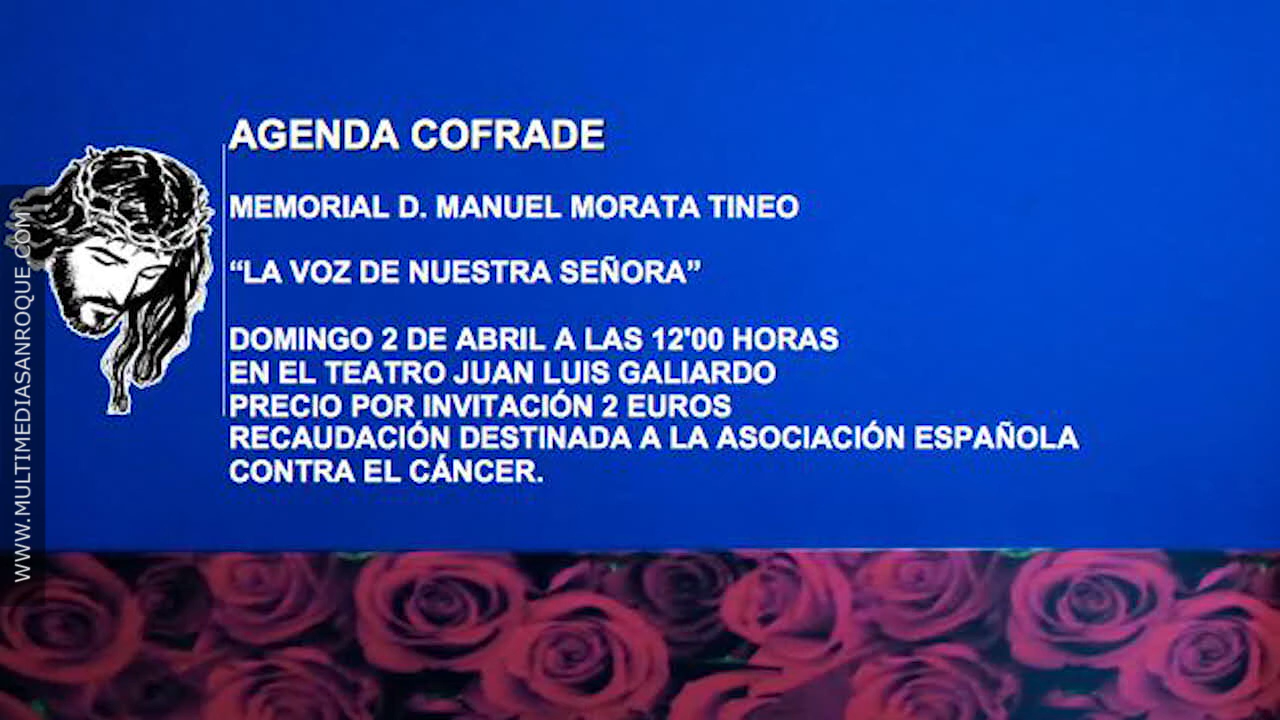 AGENDA COFRADE
MEMORIAL D. MANUEL MORATA TINEO
“LA VOZ DE NUESTRA SEÑORA”
DOMINGO 2 DE ABRIL A LAS 12'00 HORAS
EN EL TEATRO JUAN LUIS GALIARDO
PRECIO POR INVITACIÓN 2 EUROS
RECAUDACIÓN DESTINADA A LA ASOCIACIÓN ESPAÑOLA
CONTRA EL CÁNCER.
WWW.MULTIMEDIASANROQUE.COM